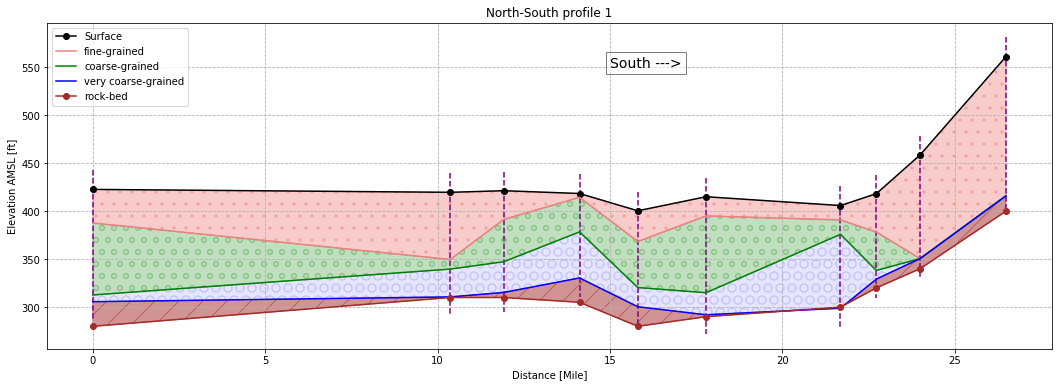 North-South profile 1
Surface
fine-grained
coarse-grained
very coarse-grained
rock-bed
South --->
Elevation AMSL [ft]
550
500
450
400
350
300
0
5
10
15
20
25
Distance [Mile]